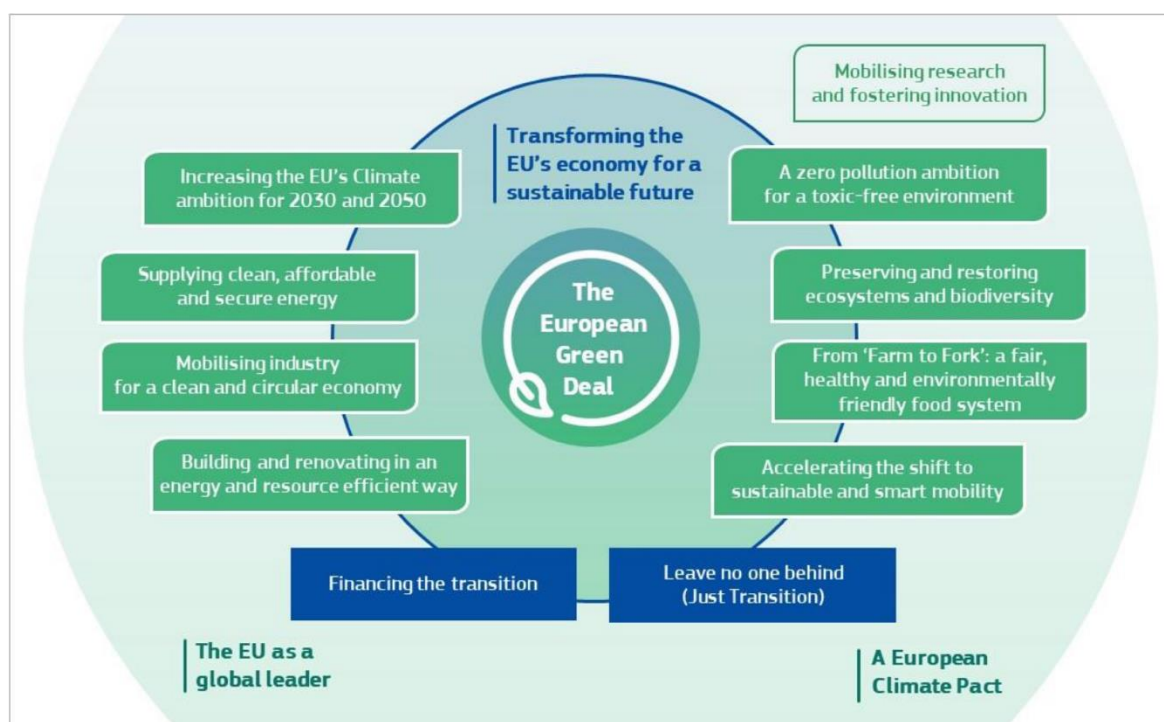 Mobilising research
and fostering innovation
Transforming the
EU’s economy for a
sustainable future
Increasing the EU’s Climate
ambition for 2030 and 2050
A zero pollution ambition
for a toxic-free environment
Supplying clean, affordable
and secure energy
Preserving and restoring
ecosystems and biodiversity
The
European
Green
Deal
Mobilising industry
for a clean and circular economy
From ‘Farm to Fork’: a fair,
healthy and environmentally
friendly food system
Building and renovating in an
energy and resource efficient way
Accelerating the shift to
sustainable and smart mobility
Financing the transition
Leave no one behind
(Just Transition)
The EU as a
global leader
A European
Climate Pact